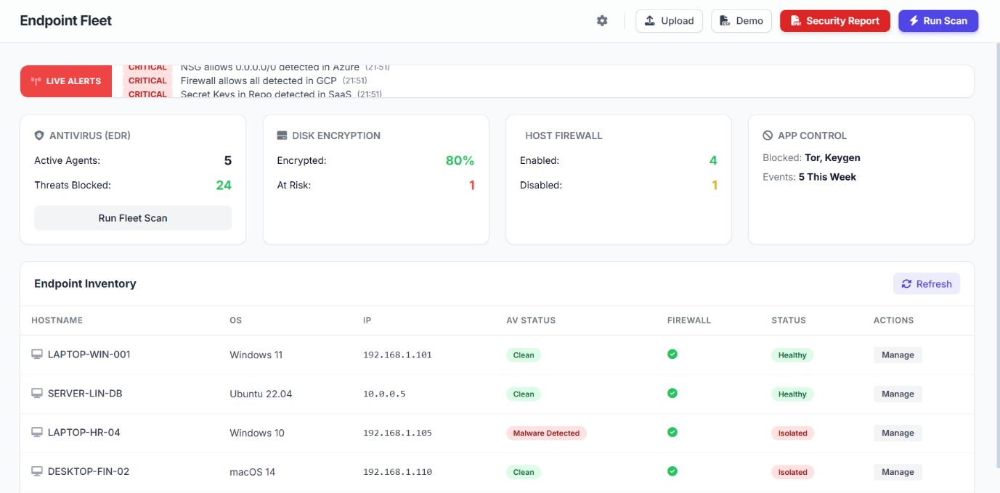 Endpoint Fleet
Upload
Demo
Security Report
Run Scan
LIVE ALERTS
CRITICAL NSG allows 0.0.0.0/0 detected in Azure (21:51)
CRITICAL Firewall allows all detected in GCP (21:51)
CRITICAL Secret Keys in Repo detected in SaaS (21:51)
ANTIVIRUS (EDR)
Active Agents: 5
Threats Blocked: 24
Run Fleet Scan
DISK ENCRYPTION
Encrypted: 80%
At Risk: 1
HOST FIREWALL
Enabled: 4
Disabled: 1
APP CONTROL
Blocked: Tor, Keygen
Events: 5 This Week
Endpoint Inventory
Refresh
HOSTNAME OS IP AV STATUS FIREWALL STATUS ACTIONS
LAPTOP-WIN-001 Windows 11 192.168.1.101 Clean Healthy Manage
SERVER-LIN-DB Ubuntu 22.04 10.0.0.5 Clean Healthy Manage
LAPTOP-HR-04 Windows 10 192.168.1.105 Malware Detected Isolated Manage
DESKTOP-FIN-02 macOS 14 192.168.1.110 Clean Isolated Manage